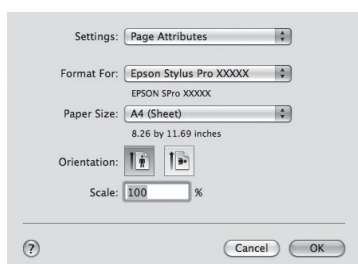 Settings: Page Attributes
Format For: Epson Stylus Pro XXXXX
EPSON SPro XXXXX
Paper Size: A4 (Sheet)
8.26 by 11.69 inches
Orientation:
Scale: 100 %
? Cancel OK